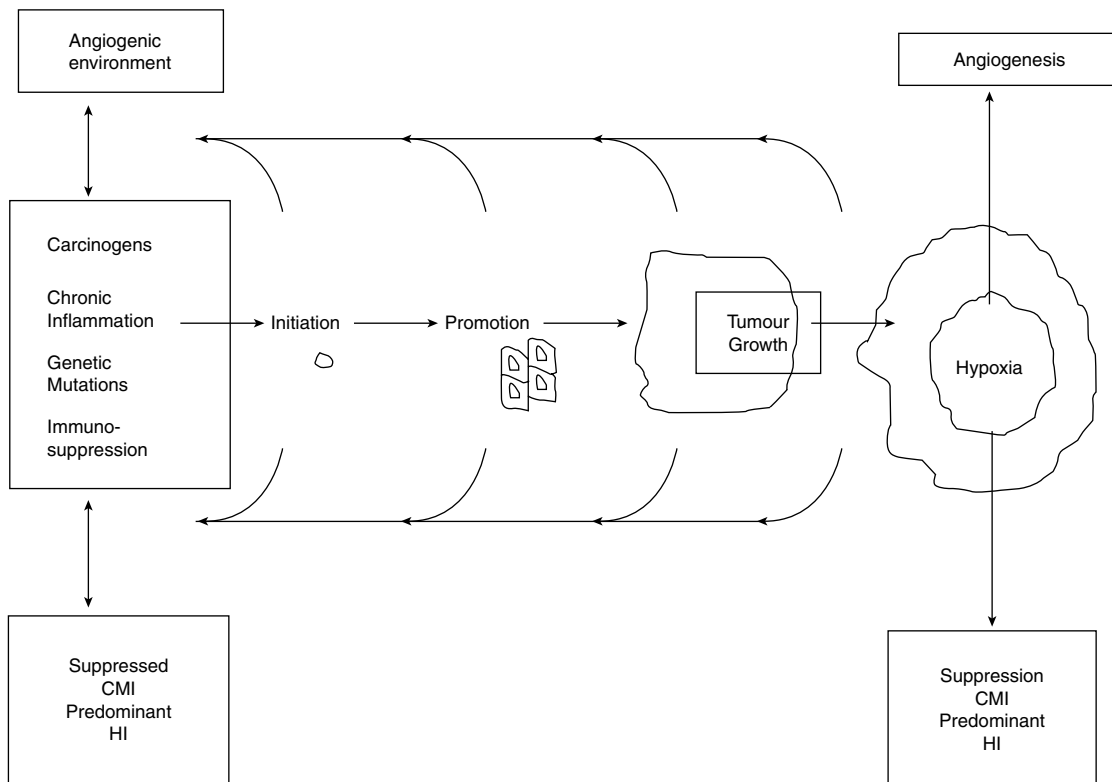 Angiogenic
environment
Angiogenesis
Carcinogens
Chronic
Inflammation
Genetic
Mutations
Immuno-
suppression
Initiation
Promotion
Tumour
Growth
Hypoxia
Suppressed
CMI
Predominant
HI
Suppression
CMI
Predominant
HI